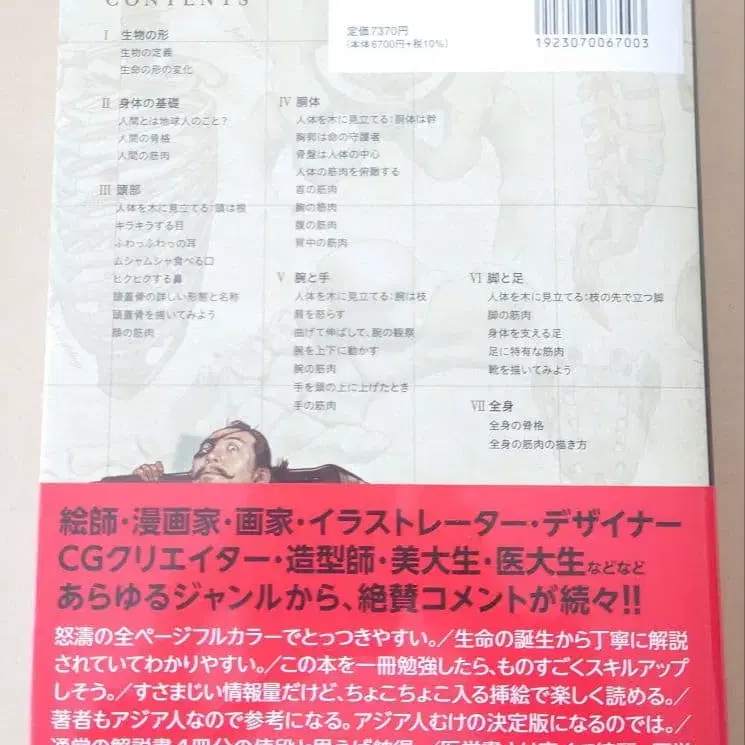 CONTENTS
定価7370円
(本体6700円+税10%)
1923070067003
I 生物の形
生物の定義
生命の形の変化
II 身体の基礎
人間とは地球人のこと?
人間の骨格
人間の筋肉
III 頭部
人体を木に見立てる:頭は根
キラキラする目
ふわっふわっの耳
ムシャムシャ食べる口
ヒクヒクする鼻
頭蓋骨の詳しい形態と名称
頭蓋骨を描いてみよう
顔の筋肉
IV 胴体
人体を木に見立てる:胴体は幹
胸郭は命の守護者
骨盤は人体の中心
人体の筋肉を俯瞰する
首の筋肉
胸の筋肉
腹の筋肉
背中の筋肉
V 腕と手
人体を木に見立てる:腕は枝
肩を怒らす
曲げて伸ばして、腕の観察
腕を上下に動かす
腕の筋肉
手を頭の上に上げたとき
手の筋肉
VI 脚と足
人体を木に見立てる:枝の先で立つ脚
脚の筋肉
身体を支える足
足に特有な筋肉
靴を描いてみよう
VII 全身
全身の骨格
全身の筋肉の描き方
絵師・漫画家・画家・イラストレーター・デザイナー
CGクリエイター・造型師・美大生・医大生などなど
あらゆるジャンルから、絶賛コメントが続々!!
怒濤の全ページフルカラーでとっつきやすい。/生命の誕生から丁寧に解説
されていてわかりやすい。/この本を一冊勉強したら、ものすごくスキルアップ
しそう。/すさまじい情報量だけど、ちょこちょこ入る挿絵で楽しく読める。/
著者もアジア人なので参考になる。アジア人むけの決定版になるのでは。/
通常の解説書4冊分の値段と思えば納得。/